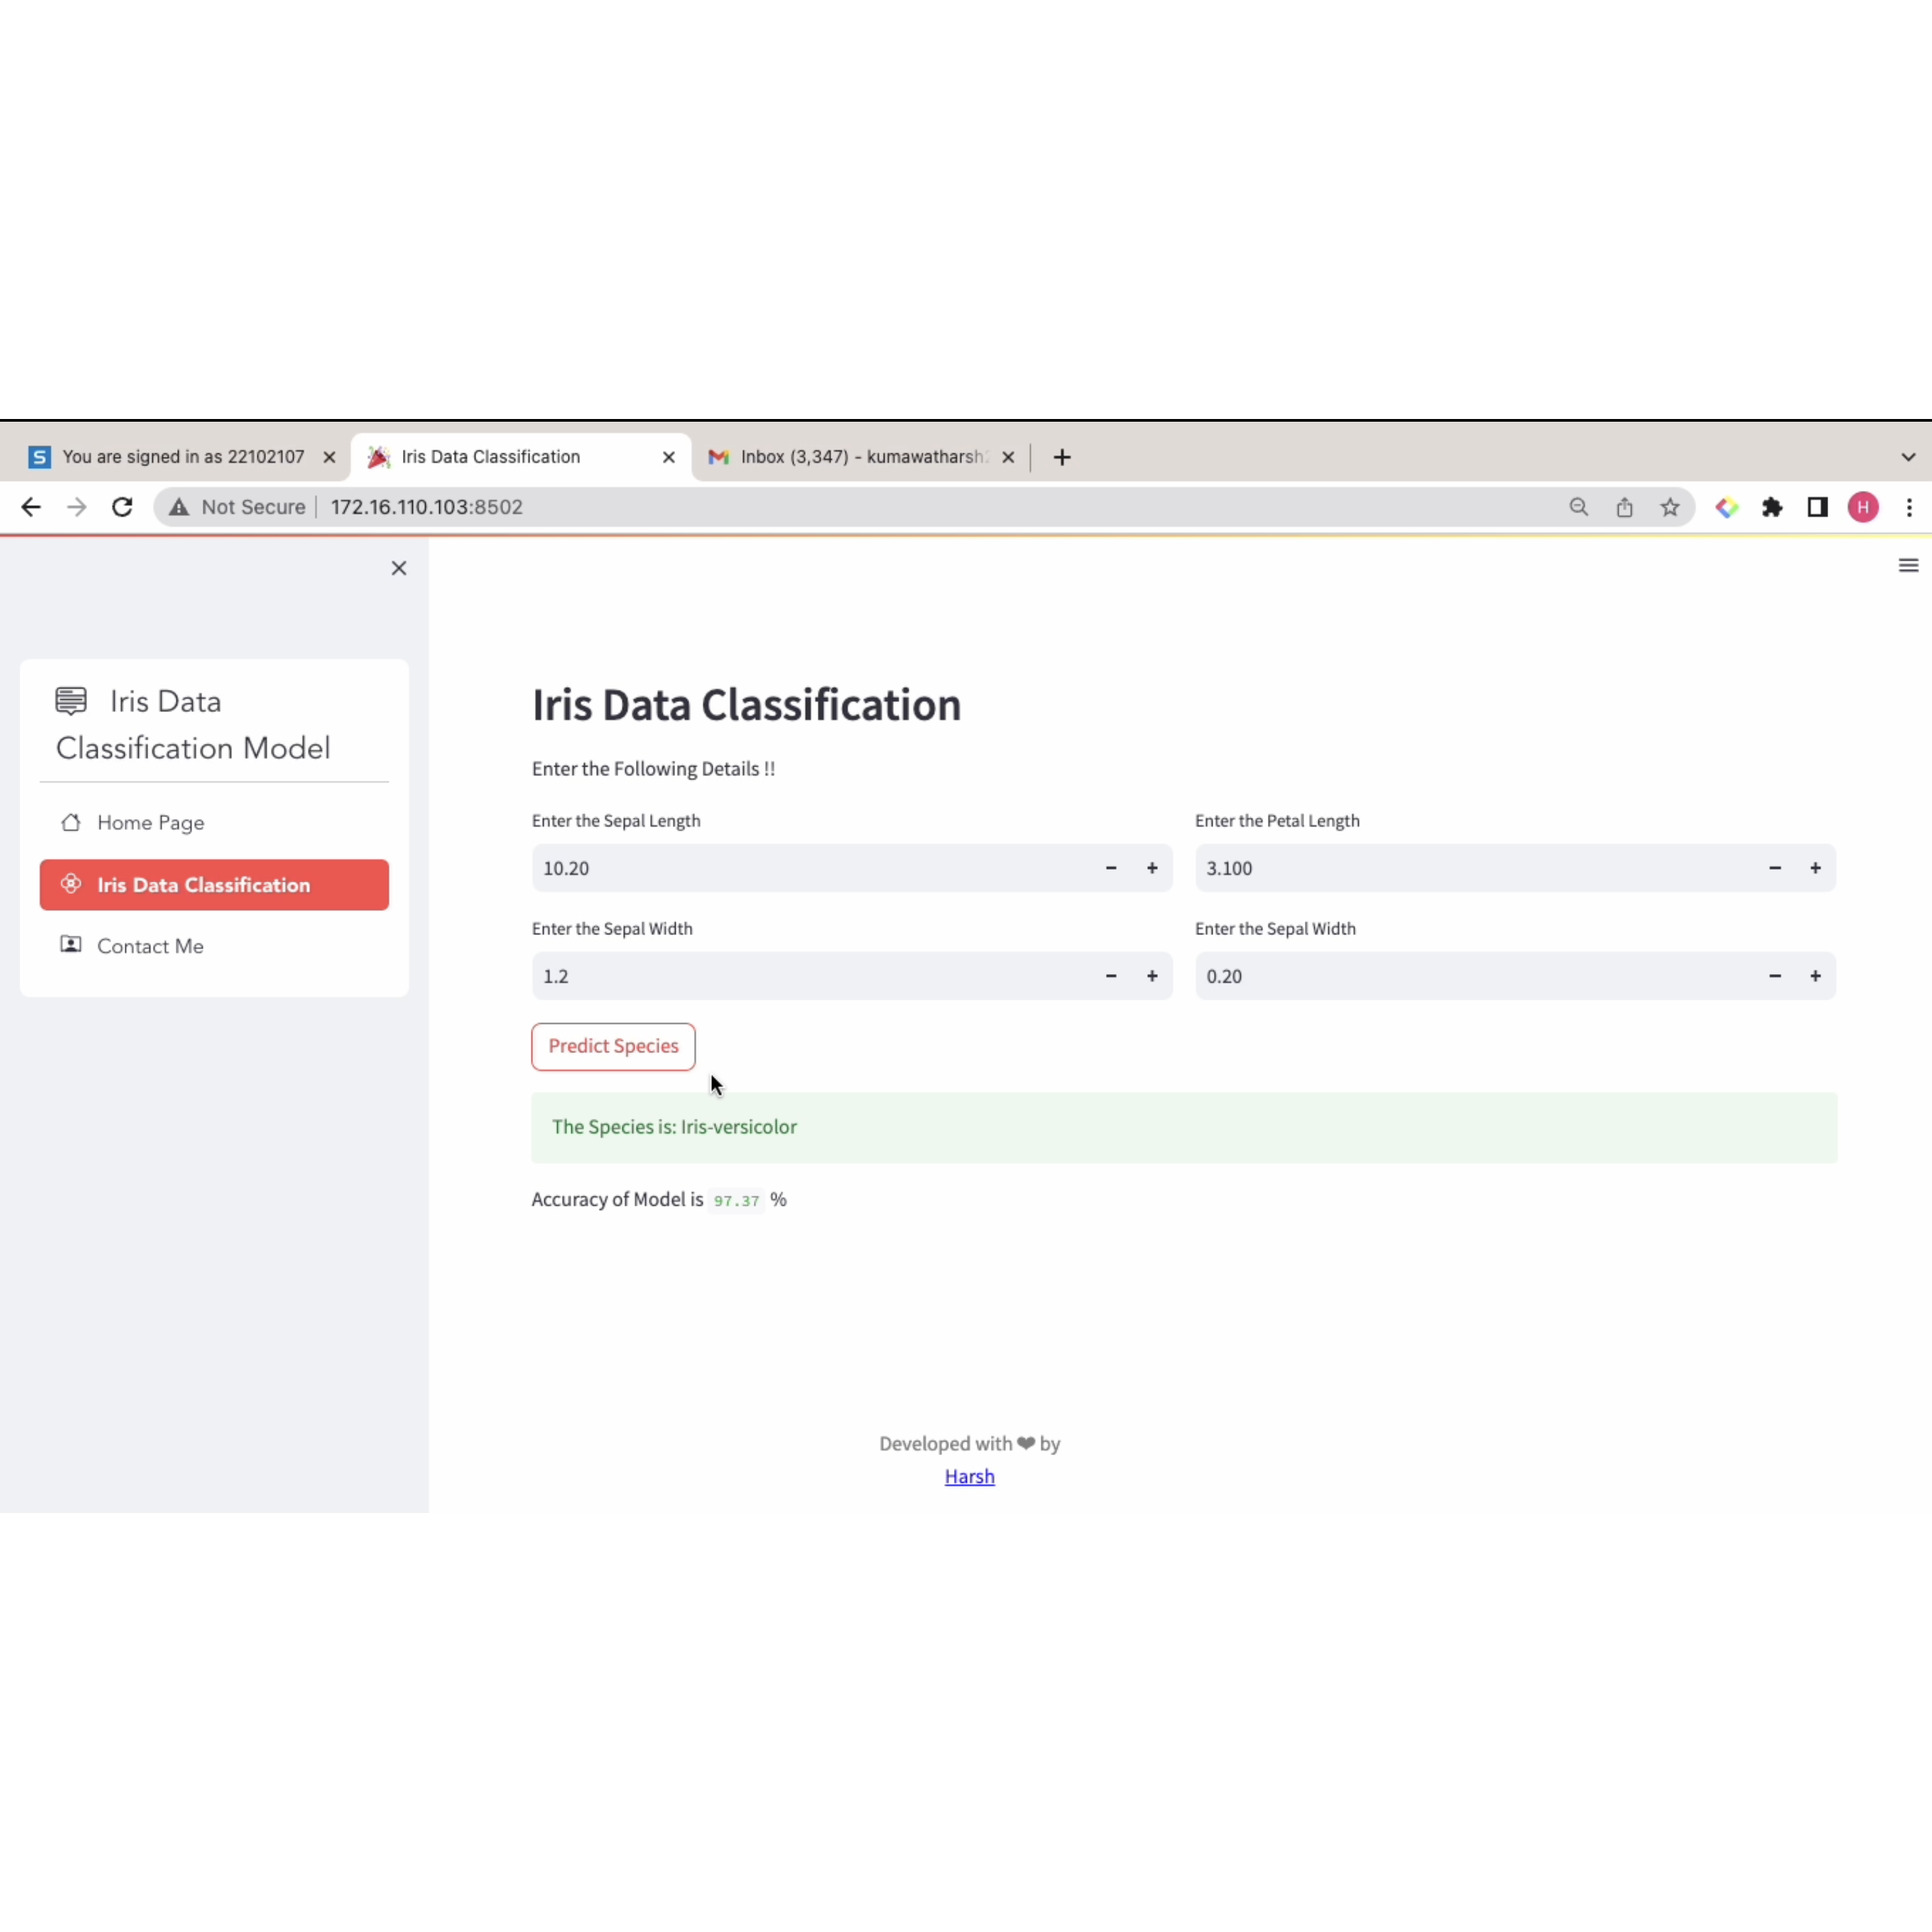 You are signed in as 22102107
Iris Data Classification
Inbox (3,347) - kumawatharsh
Not Secure
172.16.110.103:8502
H
Iris Data
Classification Model
Home Page
Iris Data Classification
Contact Me
Iris Data Classification
Enter the Following Details !!
Enter the Sepal Length
Enter the Petal Length
10.20
3.100
Enter the Sepal Width
Enter the Sepal Width
1.2
0.20
Predict Species
The Species is: Iris-versicolor
Accuracy of Model is 97.37 %
Developed with ❤ by
Harsh